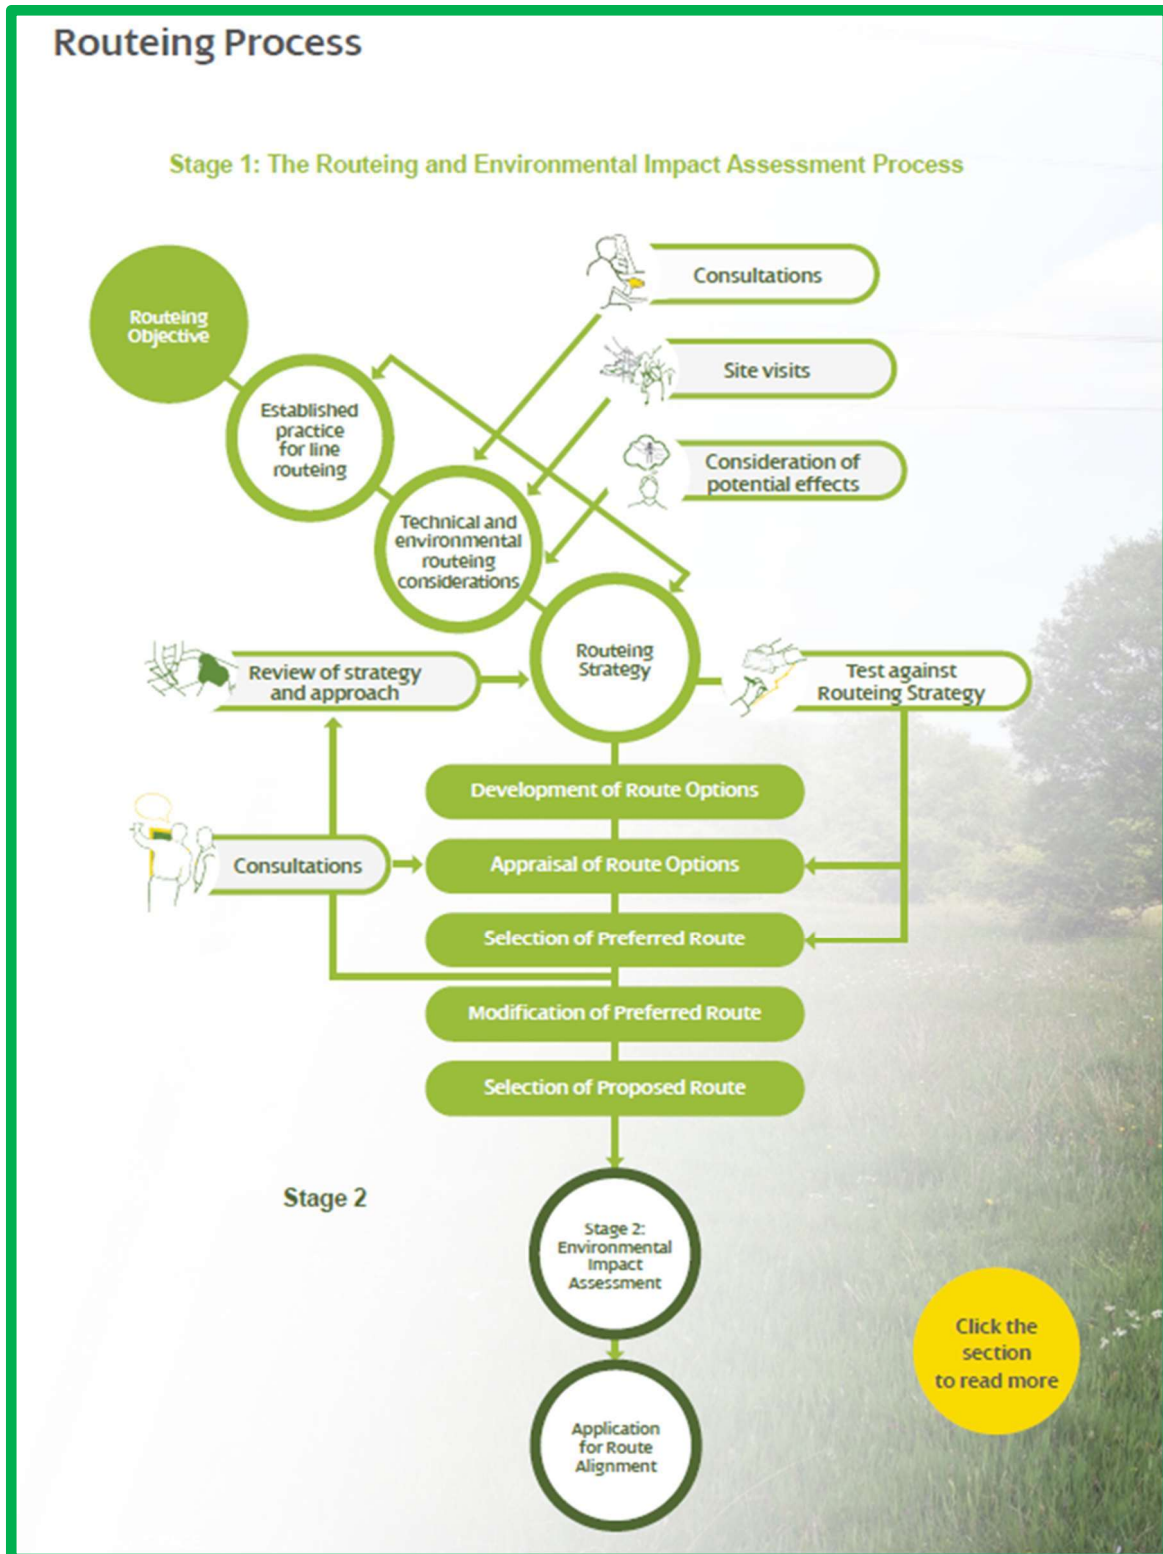 Routeing Process
Stage 1: The Routeing and Environmental Impact Assessment Process
Routeing
Objective
Consultations
Site visits
Established
practice
for line
routeing
Consideration of
potential effects
Technical and
environmental
routeing
considerations
Routeing
Strategy
Review of strategy
and approach
Test against
Routeing Strategy
Development of Route Options
Consultations
Appraisal of Route Options
Selection of Preferred Route
Modification of Preferred Route
Selection of Proposed Route
Stage 2
Stage 2:
Environmental
Impact
Assessment
Click the
section
to read more
Application
for Route
Alignment